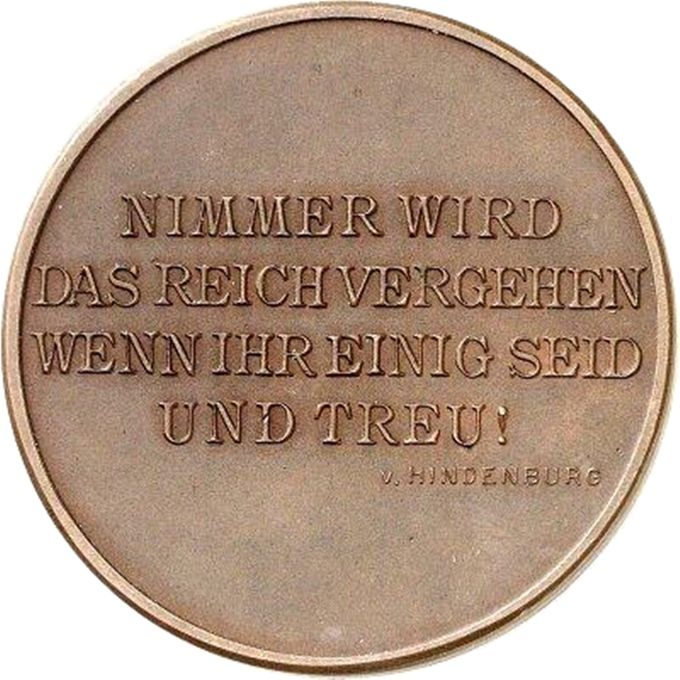 NIMMER WIRD
DAS REICH VERGEHEN
WENN IHR EINIG SEID
UND TREU!
v. HINDENBURG